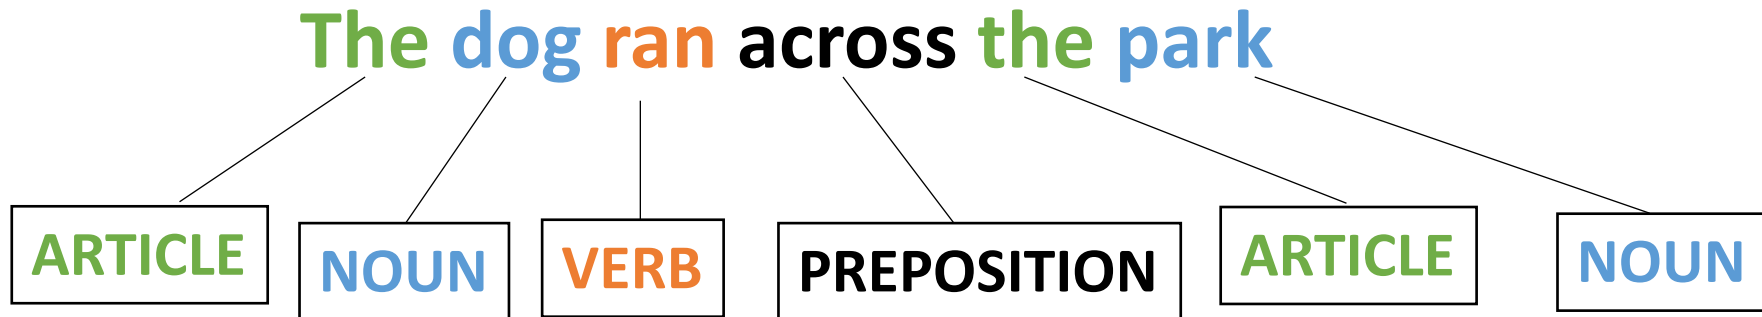 The dog ran across the park
ARTICLE NOUN VERB PREPOSITION ARTICLE NOUN